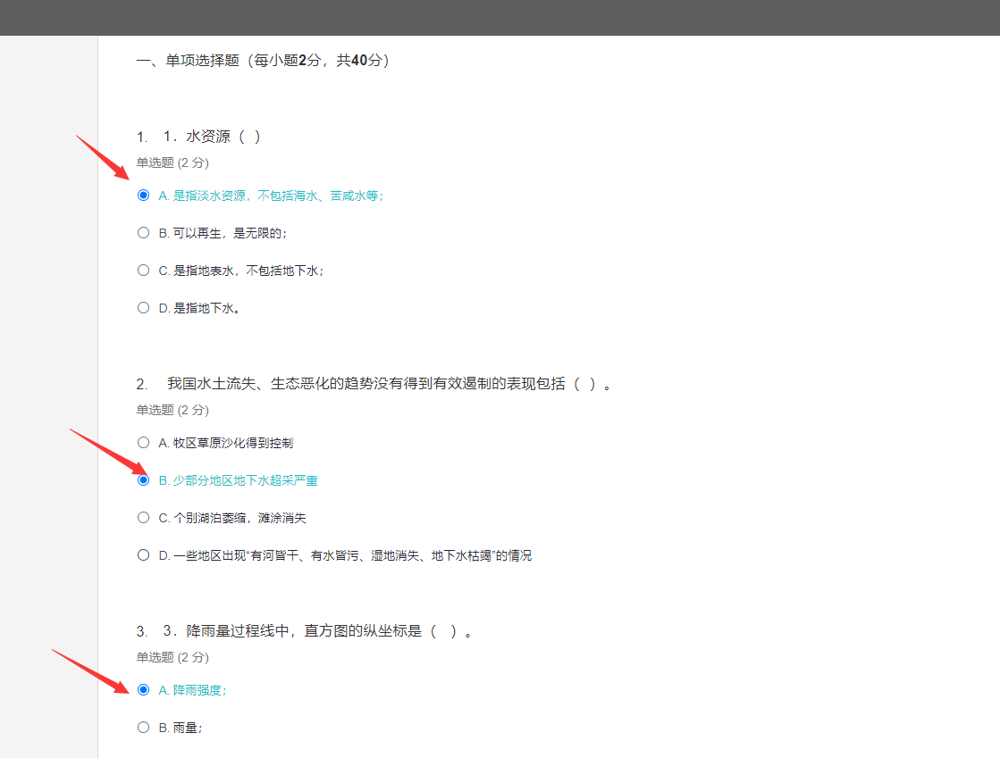 一、单项选择题（每小题2分，共40分）
1. 1．水资源（ ）
单选题 (2 分)
A. 是指淡水资源，不包括海水、苦咸水等；
B. 可以再生，是无限的；
C. 是指地表水，不包括地下水；
D. 是指地下水。
2. 我国水土流失、生态恶化的趋势没有得到有效遏制的表现包括（ ）。
单选题 (2 分)
A. 牧区草原沙化得到控制
B. 少部分地区地下水超采严重
C. 个别湖泊萎缩，滩涂消失
D. 一些地区出现“有河皆干、有水皆污、湿地消失、地下水枯竭”的情况
3. 3．降雨量过程线中，直方图的纵坐标是（ ）。
单选题 (2 分)
A. 降雨强度；
B. 雨量；